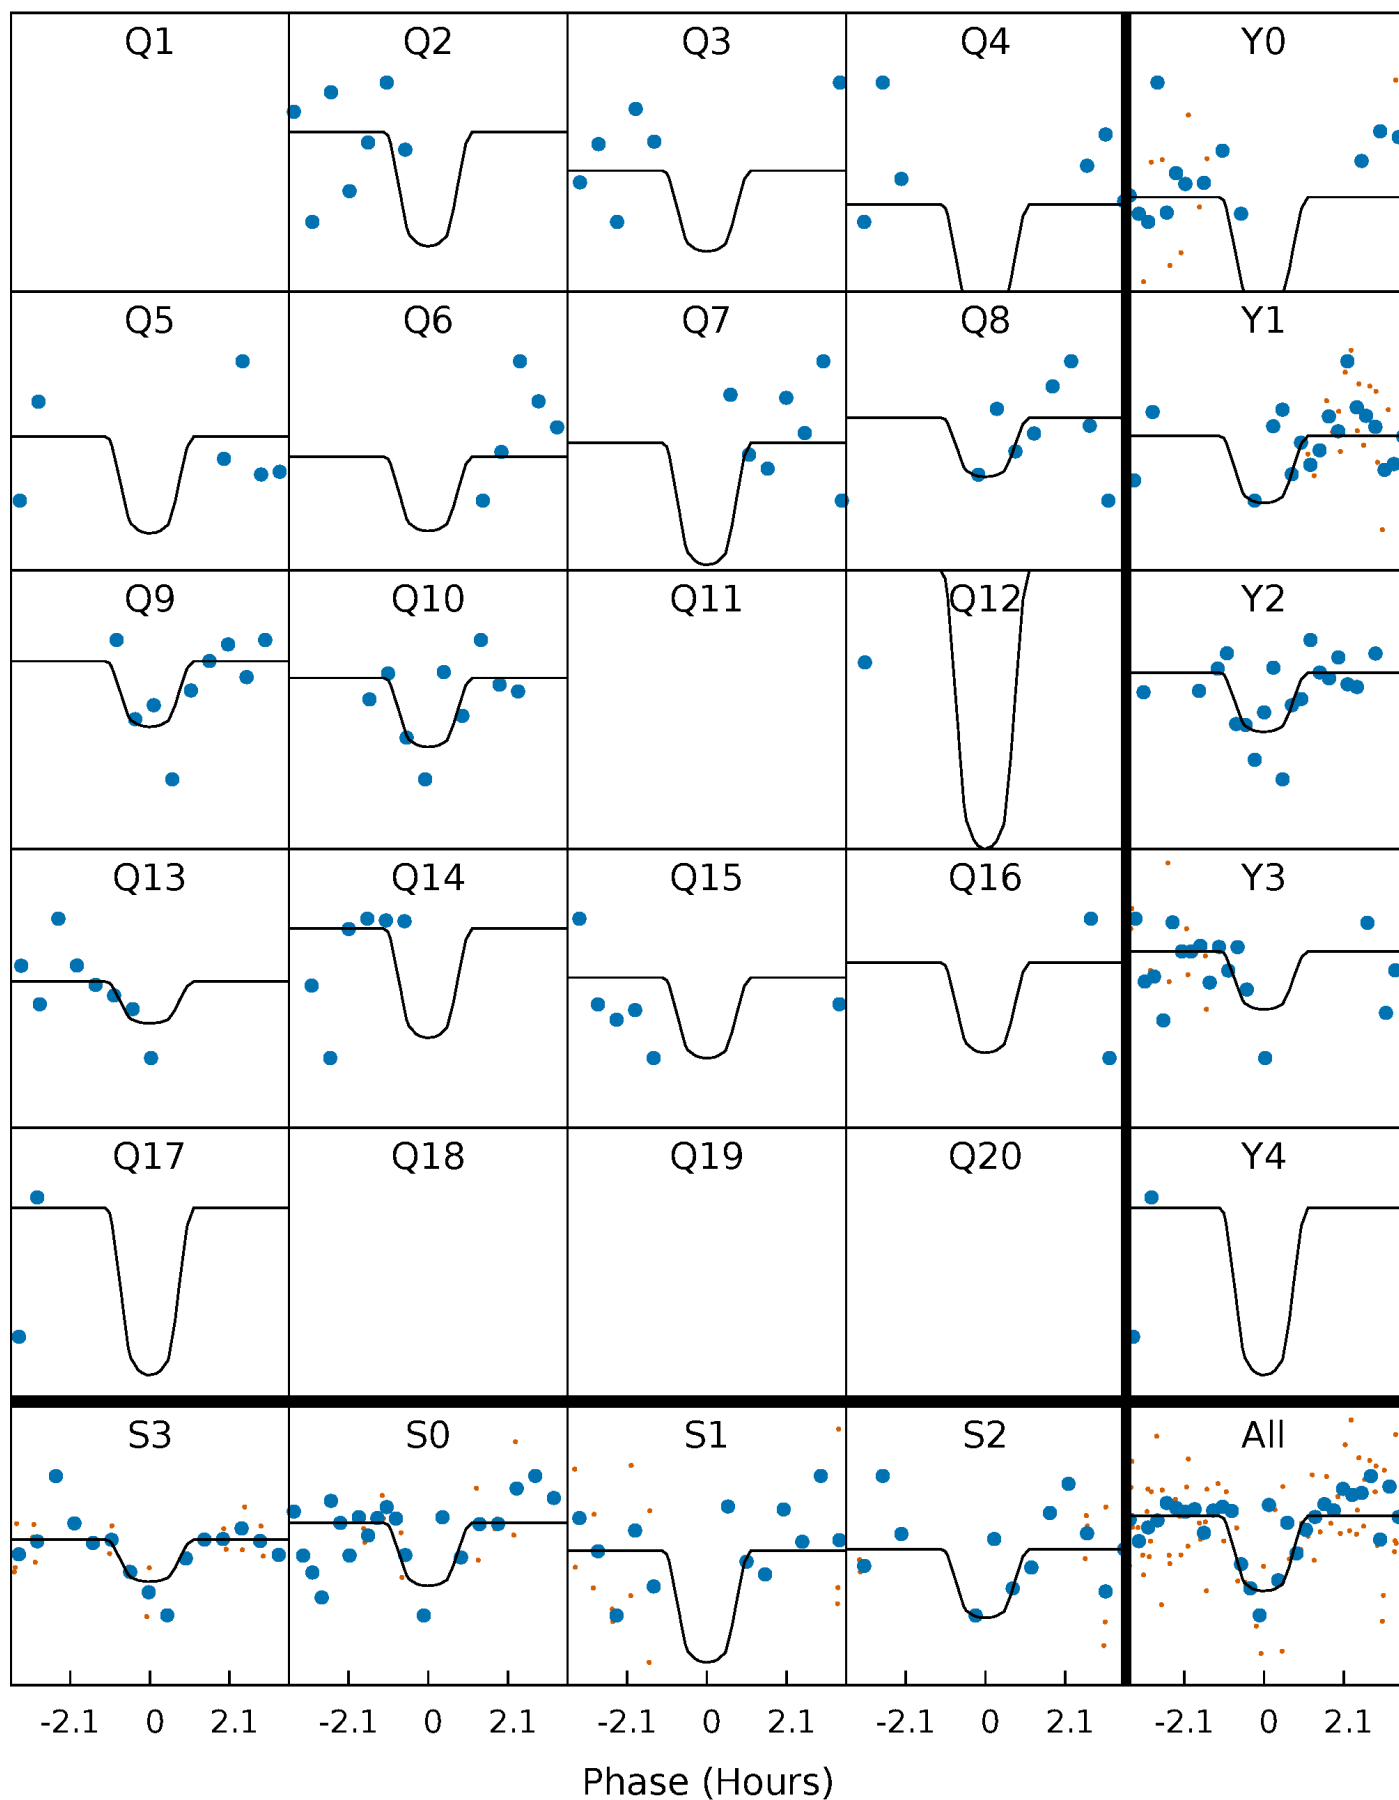 Q1 Q2 Q3 Q4 Y0
Q5 Q6 Q7 Q8 Y1
Q9 Q10 Q11 Q12 Y2
Q13 Q14 Q15 Q16 Y3
Q17 Q18 Q19 Q20 Y4
S3 S0 S1 S2 All
-2.1 0 2.1 -2.1 0 2.1 -2.1 0 2.1 -2.1 0 2.1 -2.1 0 2.1
Phase (Hours)